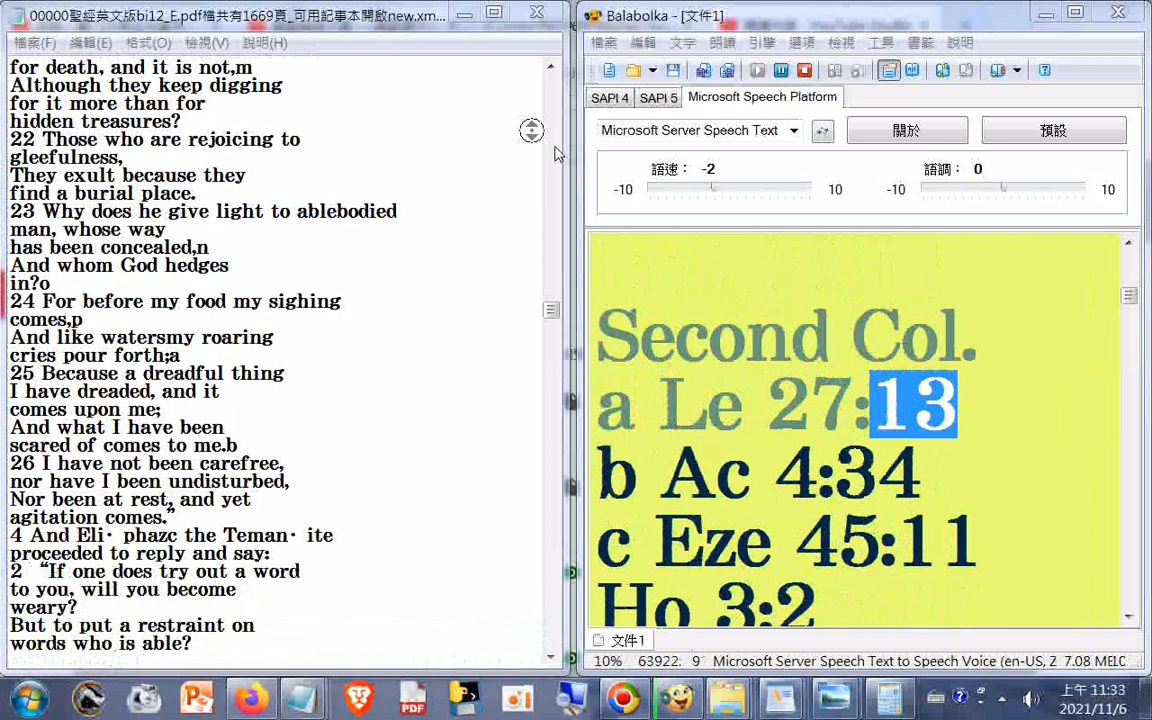 00000聖經英文版bi12_E.pdf檔共有1669頁_可用記事本開啟new.xm...
檔案(F) 編輯(E) 格式(O) 檢視(V) 說明(H)
for death, and it is not,m
Although they keep digging
for it more than for
hidden treasures?
22 Those who are rejoicing to
gleefulness,
They exult because they
find a burial place.
23 Why does he give light to ablebodied
man, whose way
has been concealed,n
And whom God hedges
in?o
24 For before my food my sighing
comes,p
And like watersmy roaring
cries pour forth;a
25 Because a dreadful thing
I have dreaded, and it
comes upon me;
And what I have been
scared of comes to me.b
26 I have not been carefree,
nor have I been undisturbed,
Nor been at rest, and yet
agitation comes.”
4 And Eli· phazc the Teman· ite
proceeded to reply and say:
2 “If one does try out a word
to you, will you become
weary?
But to put a restraint on
words who is able?
Balabolka - [文件1]
檔案 編輯 文字 朗讀 引擎 選項 檢視 工具 書籤 說明
SAPI 4 SAPI 5 Microsoft Speech Platform
Microsoft Server Speech Text 關於 預設
語速： -2 語調： 0
-10 10 -10 10
Second Col.
a Le 27:13
b Ac 4:34
c Eze 45:11
Ho 3:2
文件1
10% 63922: 9 Microsoft Server Speech Text to Speech Voice (en-US, Z 7.08 MELC
PDF
上午 11:33
2021/11/6